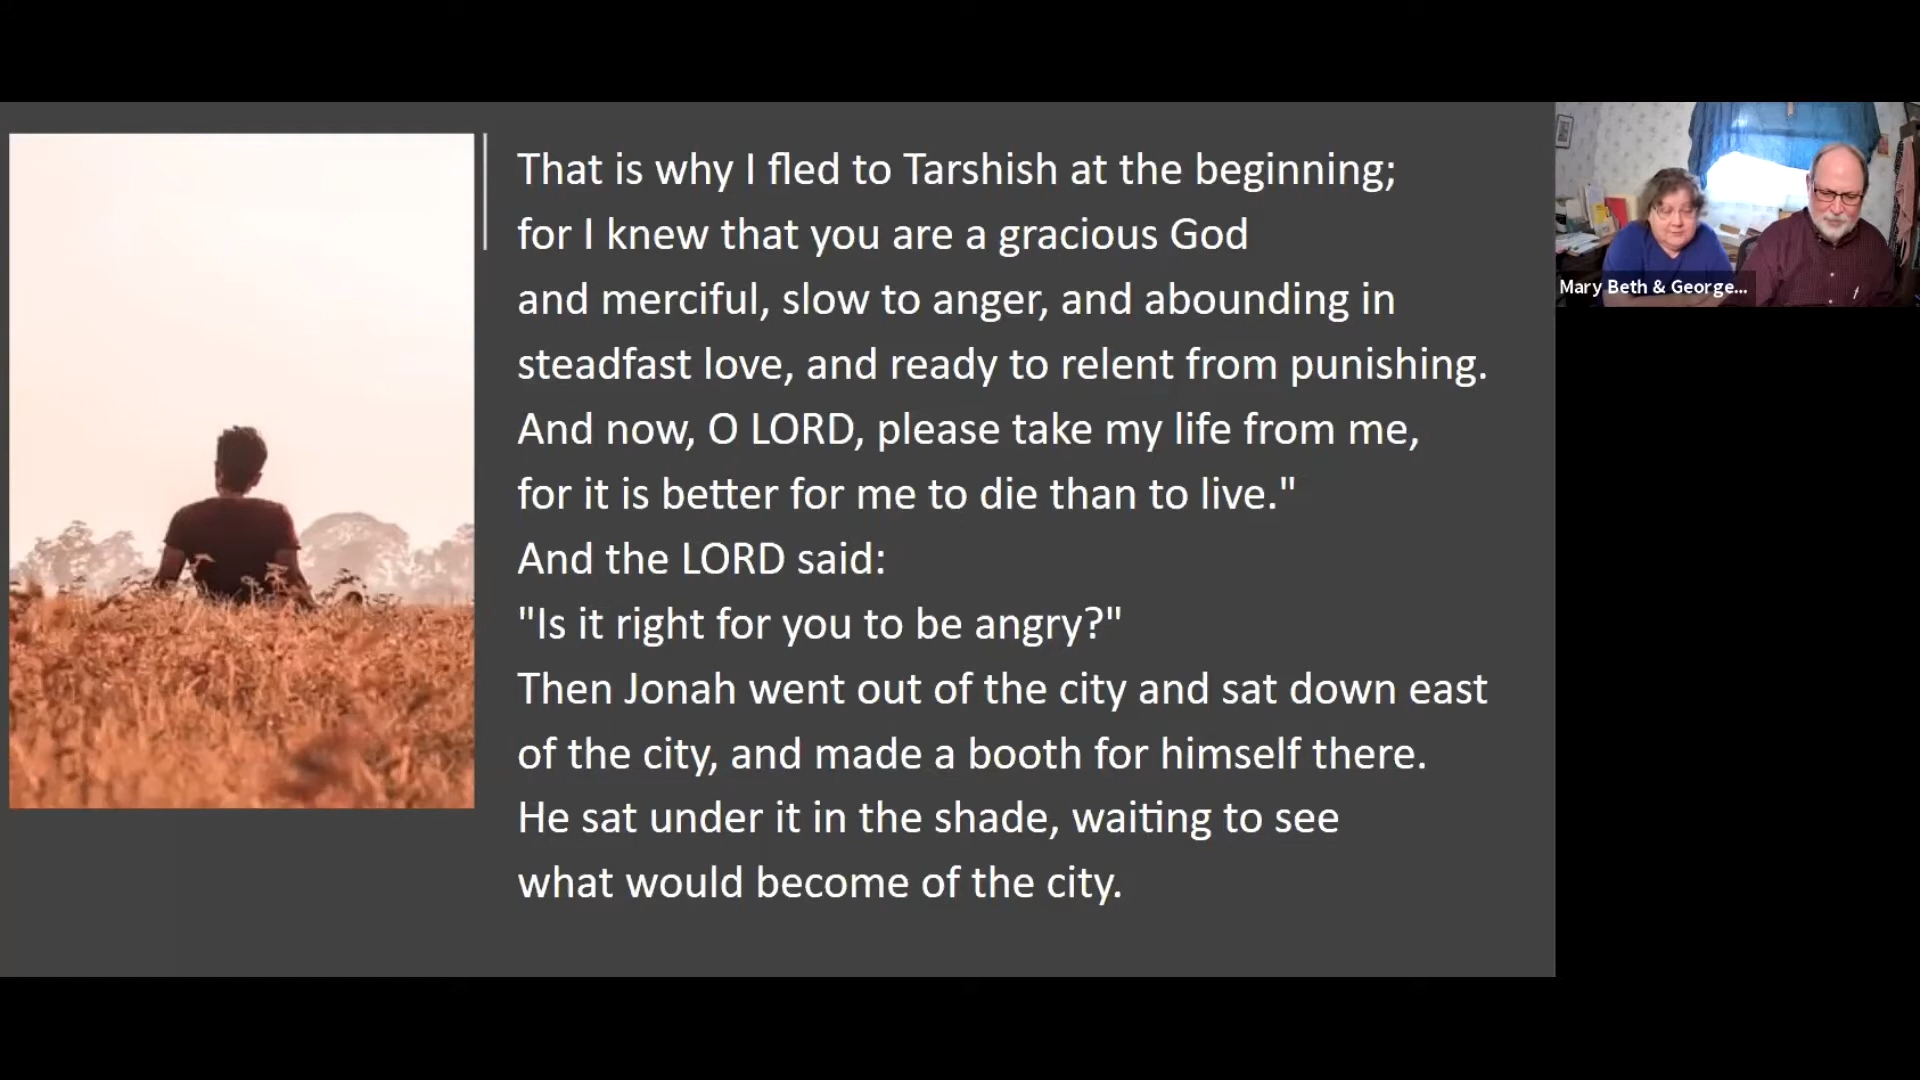 That is why I fled to Tarshish at the beginning;
for I knew that you are a gracious God
and merciful, slow to anger, and abounding in
steadfast love, and ready to relent from punishing.
And now, O LORD, please take my life from me,
for it is better for me to die than to live."
And the LORD said:
"Is it right for you to be angry?"
Then Jonah went out of the city and sat down east
of the city, and made a booth for himself there.
He sat under it in the shade, waiting to see
what would become of the city.
Mary Beth & George...